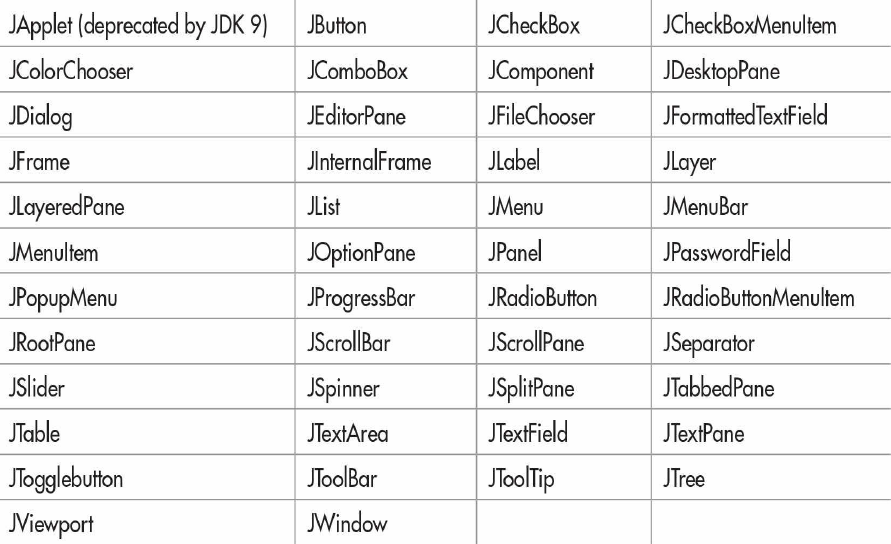 JApplet (deprecated by JDK 9) JButton JCheckBox JCheckBoxMenuItem
JColorChooser JComboBox JComponent JDesktopPane
JDialog JEditorPane JFileChooser JFormattedTextField
JFrame JInternalFrame JLabel JLayer
JLayeredPane JList JMenu JMenuBar
JMenuItem JOptionPane JPanel JPasswordField
JPopupMenu JProgressBar JRadioButton JRadioButtonMenuItem
JRootPane JScrollBar JScrollPane JSeparator
JSlider JSpinner JSplitPane JTabbedPane
JTable JTextArea JTextField JTextPane
JTogglebutton JToolBar JToolTip JTree
JViewport JWindow